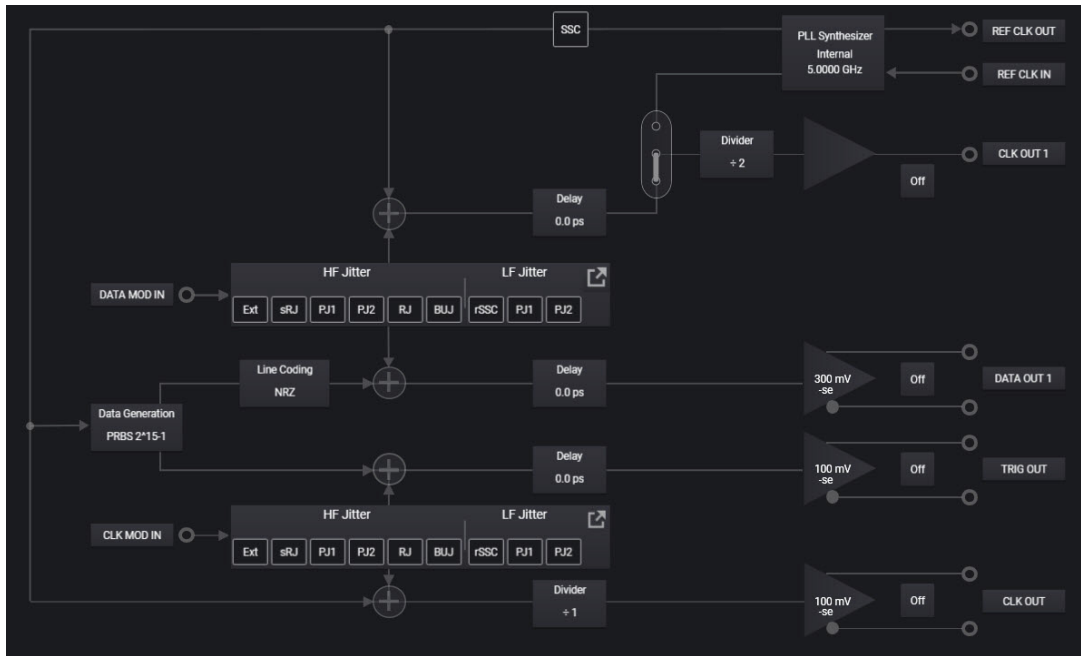 SSC
PLL Synthesizer
Internal
5.0000 GHz
REF CLK OUT
REF CLK IN
Divider
÷ 2
CLK OUT 1
Off
Delay
0.0 ps
HF Jitter
LF Jitter
DATA MOD IN
Ext
sRJ
PJ1
PJ2
RJ
BUJ
rSSC
PJ1
PJ2
Line Coding
NRZ
Delay
0.0 ps
300 mV
-se
Off
DATA OUT 1
Data Generation
PRBS 2^15-1
Delay
0.0 ps
100 mV
-se
Off
TRIG OUT
HF Jitter
LF Jitter
CLK MOD IN
Ext
sRJ
PJ1
PJ2
RJ
BUJ
rSSC
PJ1
PJ2
Divider
÷ 1
100 mV
-se
Off
CLK OUT